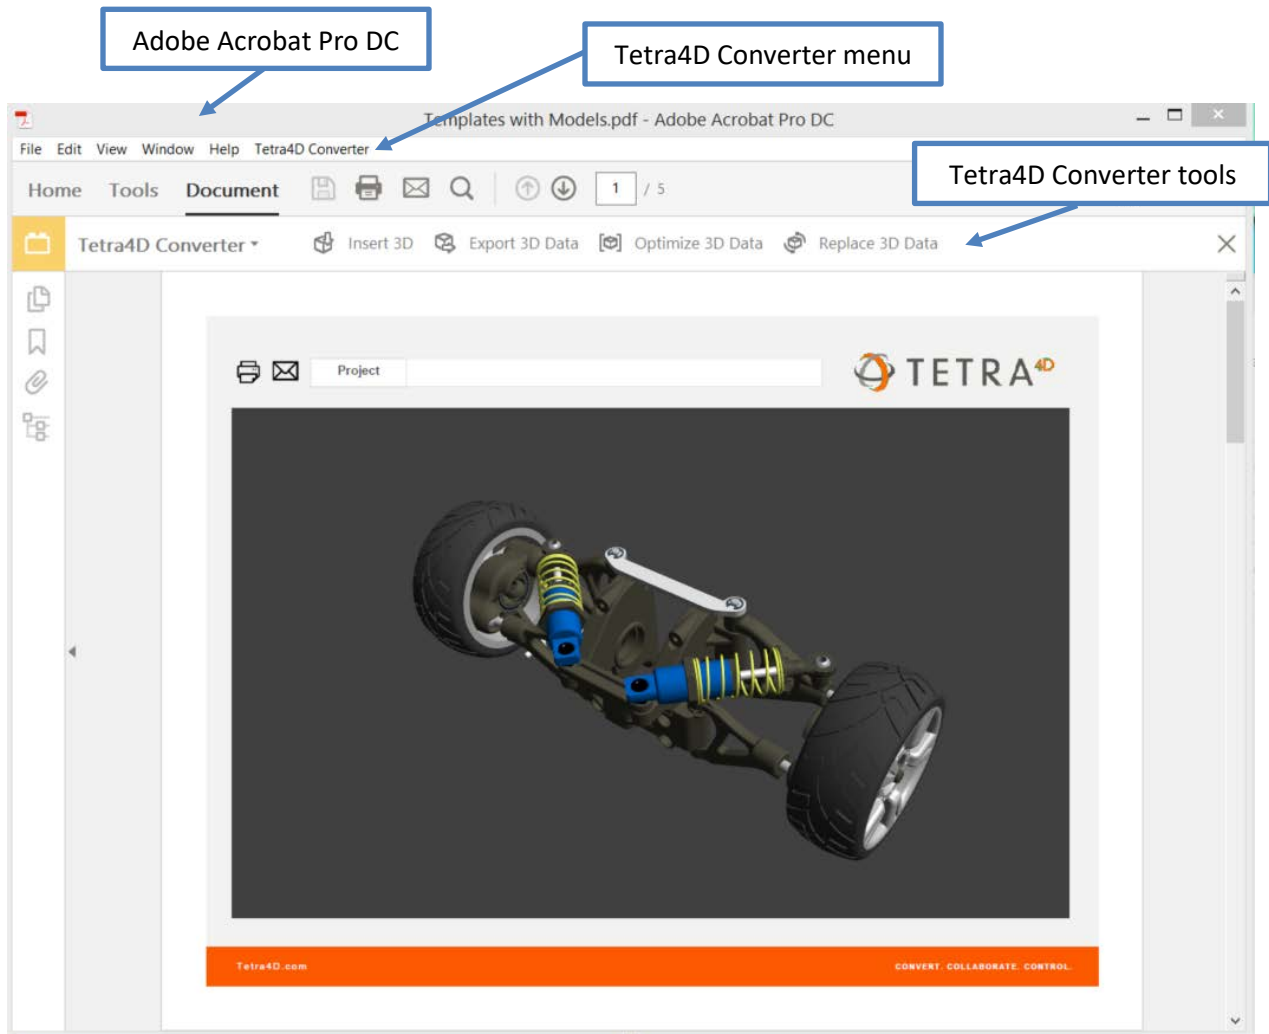 Adobe Acrobat Pro DC
Tetra4D Converter menu
Templates with Models.pdf - Adobe Acrobat Pro DC
File Edit View Window Help Tetra4D Converter
Tetra4D Converter tools
Home Tools Document 1 / 5
Tetra4D Converter Insert 3D Export 3D Data Optimize 3D Data Replace 3D Data
Project
TETRA4D
Tetra4D.com CONVERT. COLLABORATE. CONTROL.